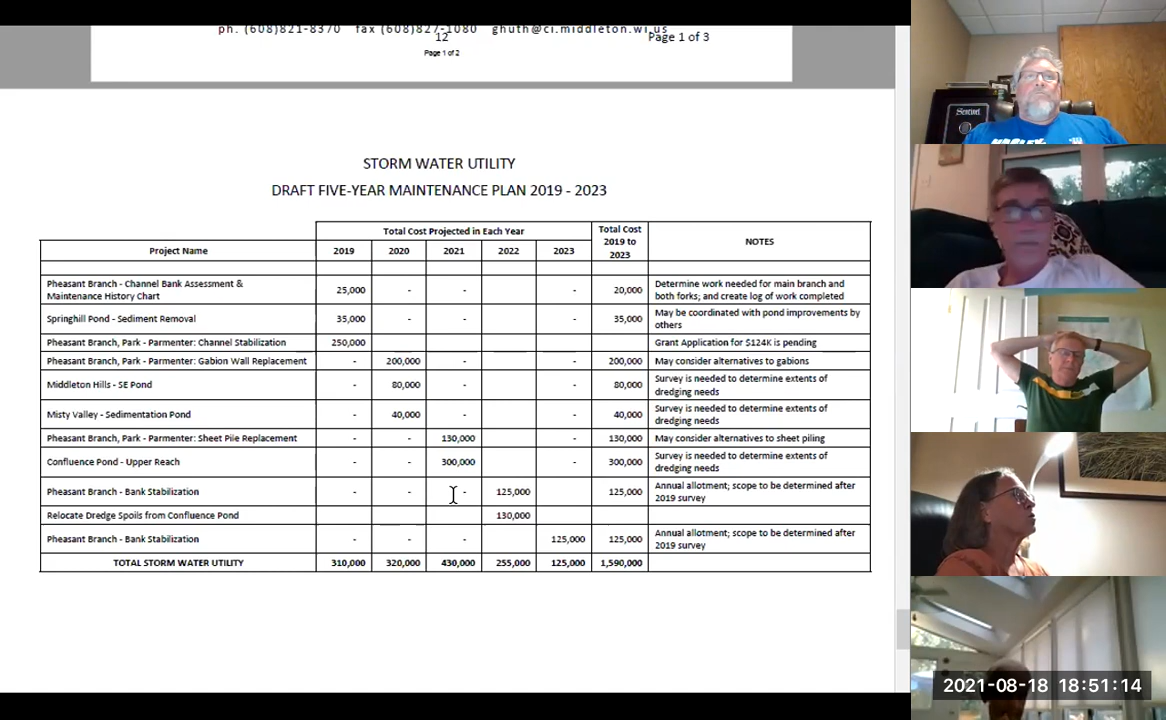 ph. (608)821-8370 fax (608)827-1080 ghuth@ci.middleton.wi.us
12
Page 1 of 3
Page 1 of 2
STORM WATER UTILITY
DRAFT FIVE-YEAR MAINTENANCE PLAN 2019 - 2023
Project Name
Total Cost Projected in Each Year
2019 2020 2021 2022 2023
Total Cost
2019 to
2023
NOTES
Pheasant Branch - Channel Bank Assessment &
Maintenance History Chart
25,000 - - - 20,000
Determine work needed for main branch and
both forks; and create log of work completed
Springhill Pond - Sediment Removal 35,000 - - - 35,000
May be coordinated with pond improvements by
others
Pheasant Branch, Park - Parmenter: Channel Stabilization 250,000 Grant Application for $124K is pending
Pheasant Branch, Park - Parmenter: Gabion Wall Replacement - 200,000 - - 200,000 May consider alternatives to gabions
Middleton Hills - SE Pond - 80,000 - - 80,000
Survey is needed to determine extents of
dredging needs
Misty Valley - Sedimentation Pond - 40,000 - - 40,000
Survey is needed to determine extents of
dredging needs
Pheasant Branch, Park - Parmenter: Sheet Pile Replacement - - 130,000 - 130,000 May consider alternatives to sheet piling
Confluence Pond - Upper Reach - - 300,000 - 300,000
Survey is needed to determine extents of
dredging needs
Pheasant Branch - Bank Stabilization - - - 125,000 125,000
Annual allotment; scope to be determined after
2019 survey
Relocate Dredge Spoils from Confluence Pond 130,000
Pheasant Branch - Bank Stabilization - - - 125,000 125,000
Annual allotment; scope to be determined after
2019 survey
TOTAL STORM WATER UTILITY 310,000 320,000 430,000 255,000 125,000 1,590,000
Sentinel
2021-08-18 18:51:14